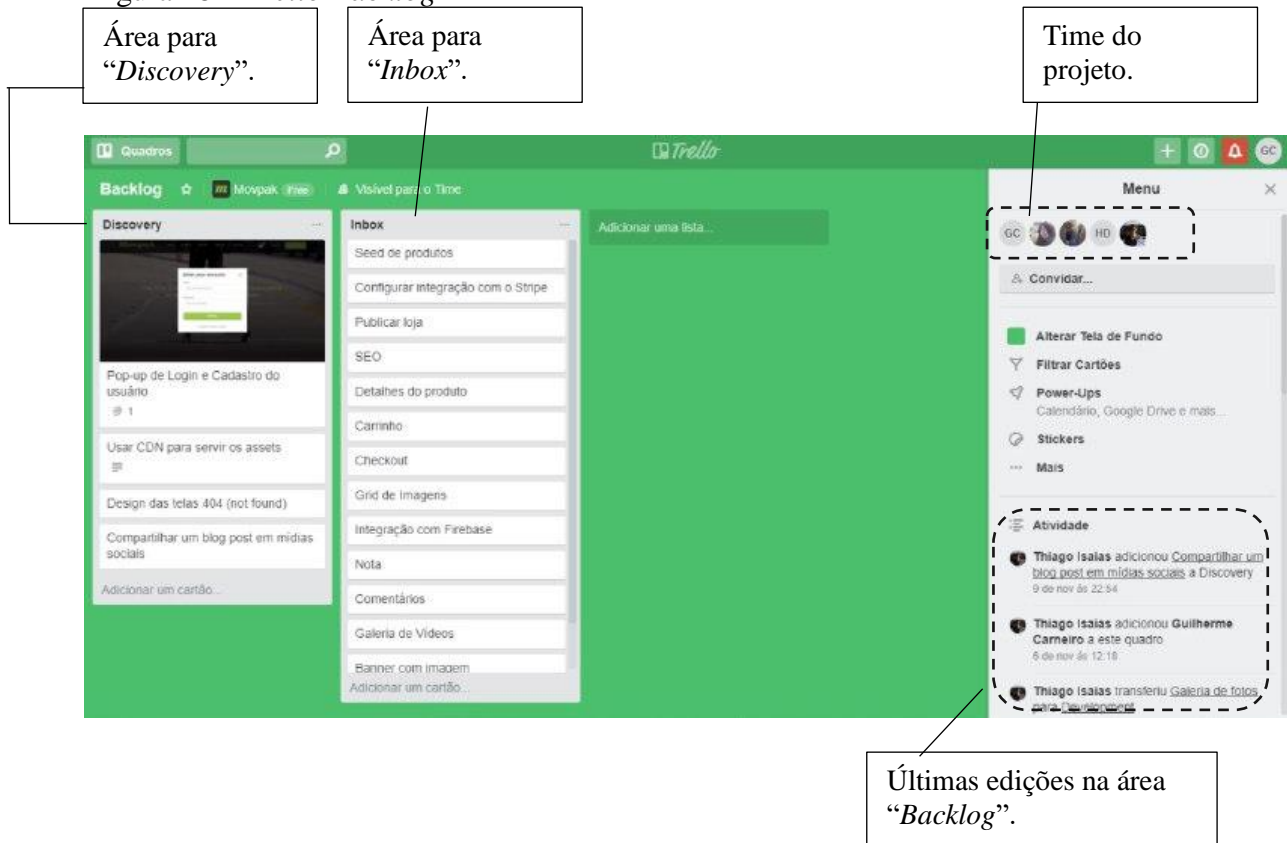 Área para
“Discovery”.
Área para
“Inbox”.
Time do
projeto.
Quadros
Trello
GC
Backlog
Movpak Free
Visível para o Time
Menu
Discovery
Pop-up de Login e Cadastro do
usuário
1
Usar CDN para servir os assets
Design das telas 404 (not found)
Compartilhar um blog post em mídias
sociais
Adicionar um cartão...
Inbox
Seed de produtos
Configurar integração com o Stripe
Publicar loja
SEO
Detalhes do produto
Carrinho
Checkout
Grid de Imagens
Integração com Firebase
Nota
Comentários
Galeria de Vídeos
Banner com imagem
Adicionar um cartão...
Adicionar uma lista...
GC
HD
Convidar...
Alterar Tela de Fundo
Filtrar Cartões
Power-Ups
Calendário, Google Drive e mais...
Stickers
Mais
Atividade
Thiago Isaias adicionou Compartilhar um
blog post em mídias sociais a Discovery
9 de nov às 22:54
Thiago Isaias adicionou Guilherme
Carneiro a este quadro
6 de nov às 12:18
Thiago Isaias transferiu Galeria de fotos
para Development
Últimas edições na área
“Backlog”.